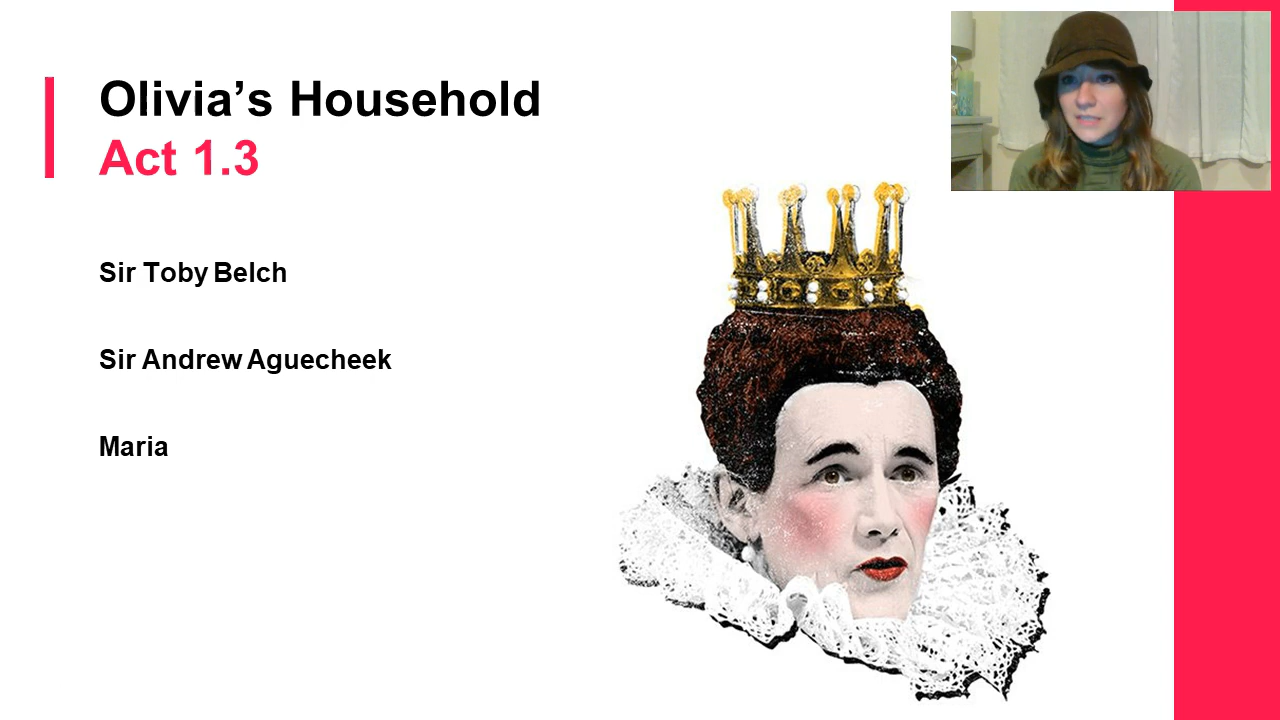 Olivia’s Household
Act 1.3
Sir Toby Belch
Sir Andrew Aguecheek
Maria